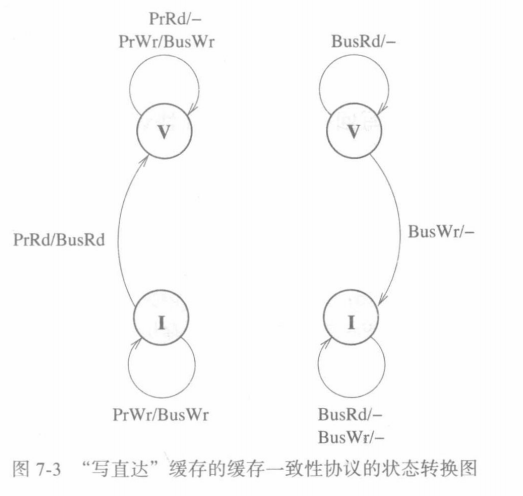 PrRd/–
PrWr/BusWr
BusRd/–
V
V
PrRd/BusRd
BusWr/–
I
I
PrWr/BusWr
BusRd/–
BusWr/–
图 7-3 “写直达”缓存的缓存一致性协议的状态转换图